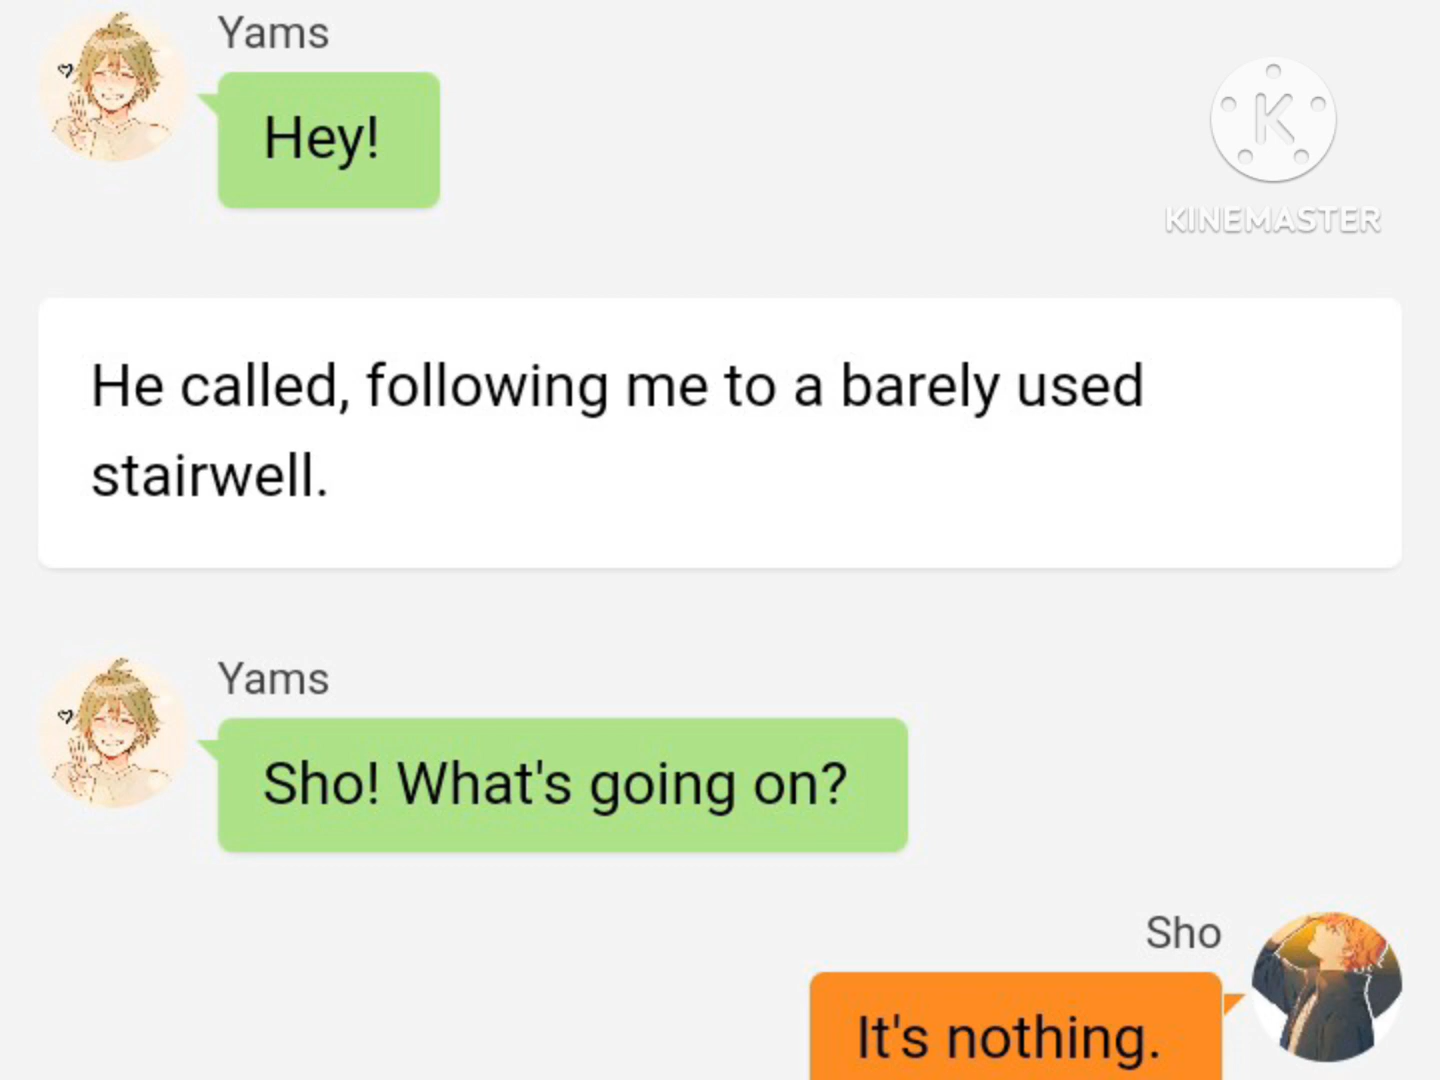 Yams
Hey!
K
KINEMASTER
He called, following me to a barely used
stairwell.
Yams
Sho! What's going on?
Sho
It's nothing.